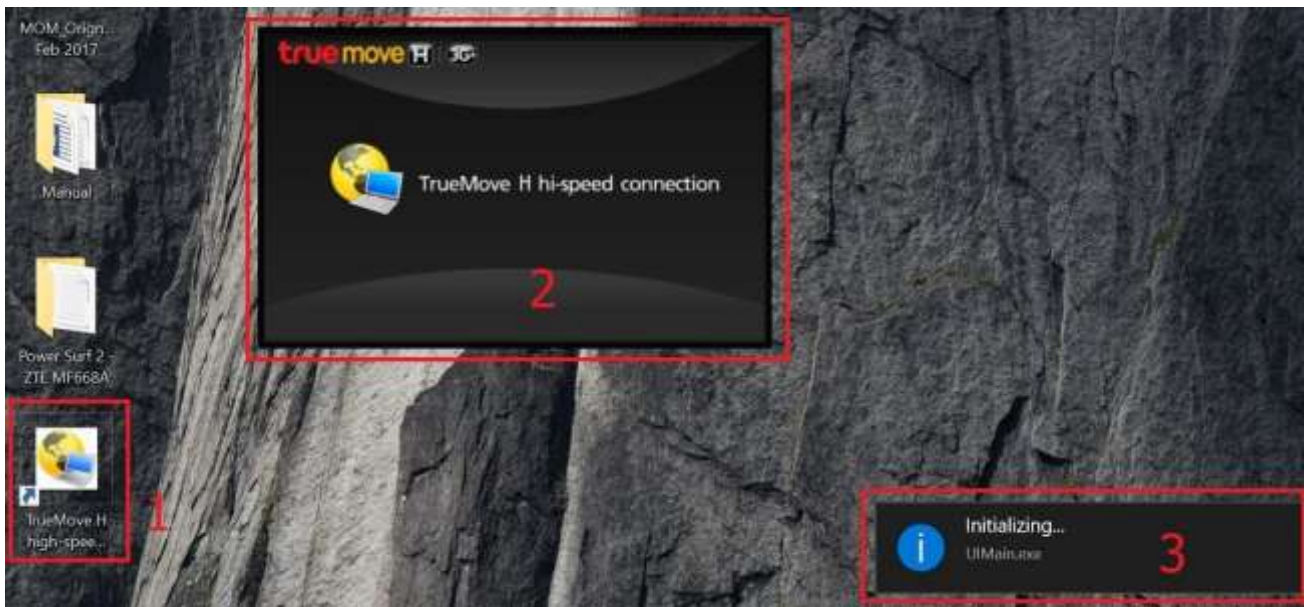 MOM_Orign...
Feb 2017
Manual
Power Surf 2 -
ZTE MF668A
TrueMove H
high-spee...
1
truemove H 3G+
TrueMove H hi-speed connection
2
Initializing...
UIMain.exe
3